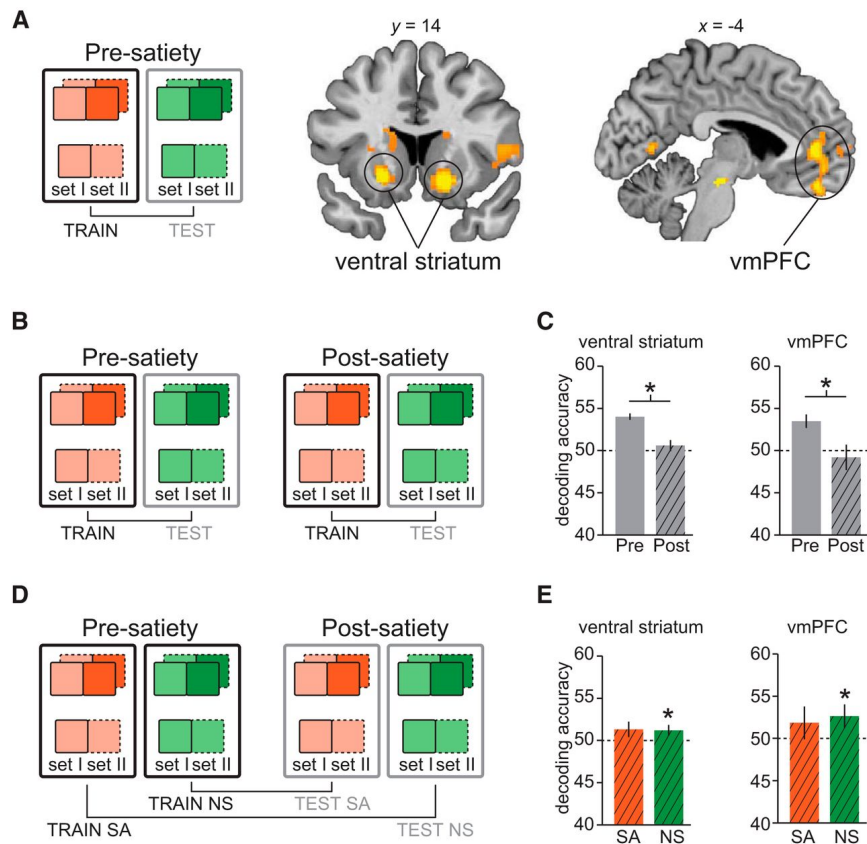 A
Pre-satiety
set I set II set I set II
TRAIN TEST
y = 14
ventral striatum
x = -4
vmPFC
B
Pre-satiety Post-satiety
set I set II set I set II set I set II set I set II
TRAIN TEST TRAIN TEST
C
ventral striatum vmPFC
decoding accuracy
60
55
50
45
40
*
Pre Post
60
55
50
45
40
*
Pre Post
D
Pre-satiety Post-satiety
set I set II set I set II set I set II set I set II
TRAIN NS TEST SA
TRAIN SA TEST NS
E
ventral striatum vmPFC
decoding accuracy
60
55
50
45
40
*
SA NS
60
55
50
45
40
*
SA NS